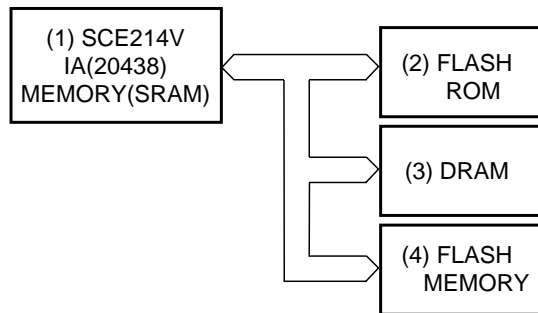 (1) SCE214V
IA(20438)
MEMORY(SRAM)
(2) FLASH
ROM
(3) DRAM
(4) FLASH
MEMORY